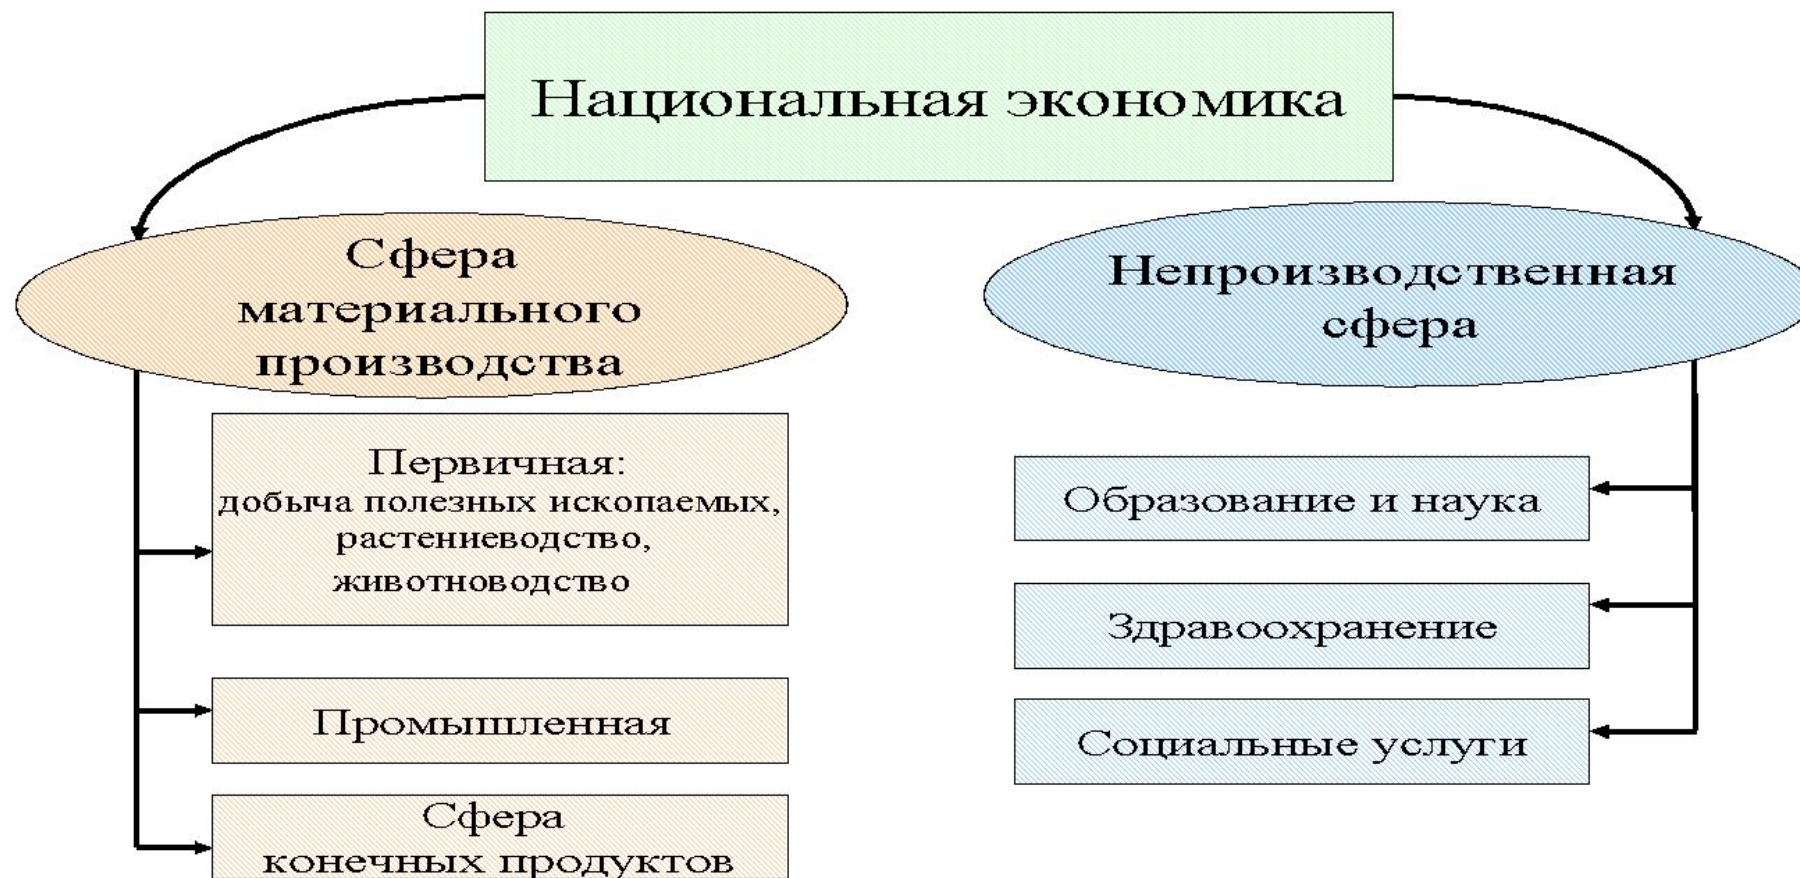 Национальная экономика
Сфера
материального
производства
Первичная:
добыча полезных ископаемых,
растениеводство,
животноводство
Промышленная
Сфера
конечных продуктов
Непроизводственная
сфера
Образование и наука
Здравоохранение
Социальные услуги